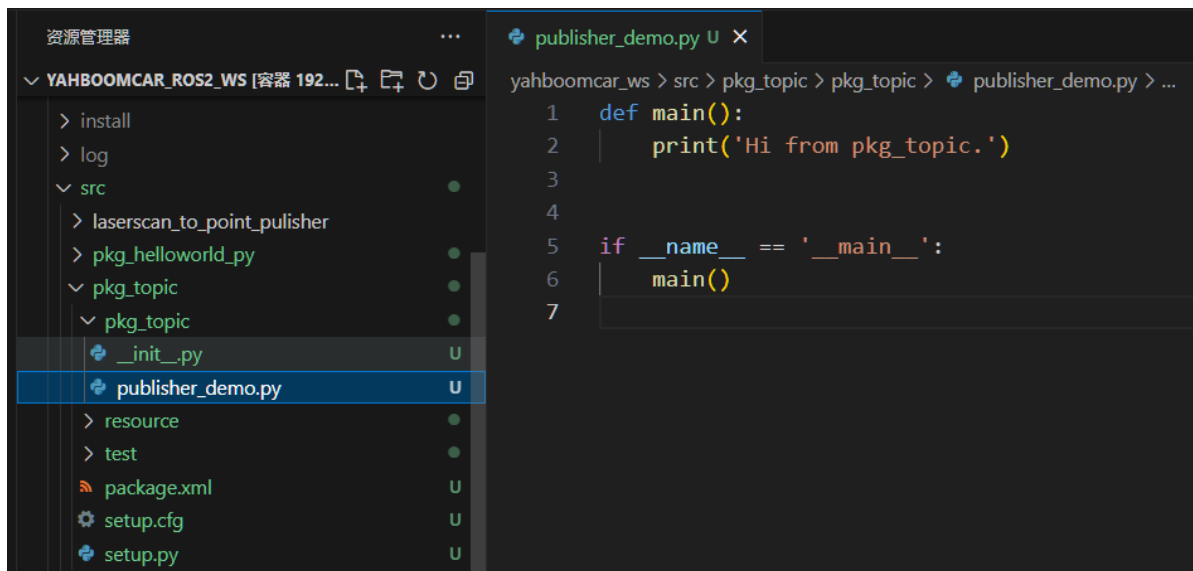 资源管理器 ...
YAHBOOMCAR_ROS2_WS [容器 192...
install
log
src
laserscan_to_point_pulisher
pkg_helloworld_py
pkg_topic
pkg_topic
__init__.py U
publisher_demo.py U
resource
test
package.xml U
setup.cfg U
setup.py U
publisher_demo.py U ×
yahboomcar_ws > src > pkg_topic > pkg_topic > publisher_demo.py > ...
1 def main():
2     print('Hi from pkg_topic.')
3
4
5 if __name__ == '__main__':
6     main()
7